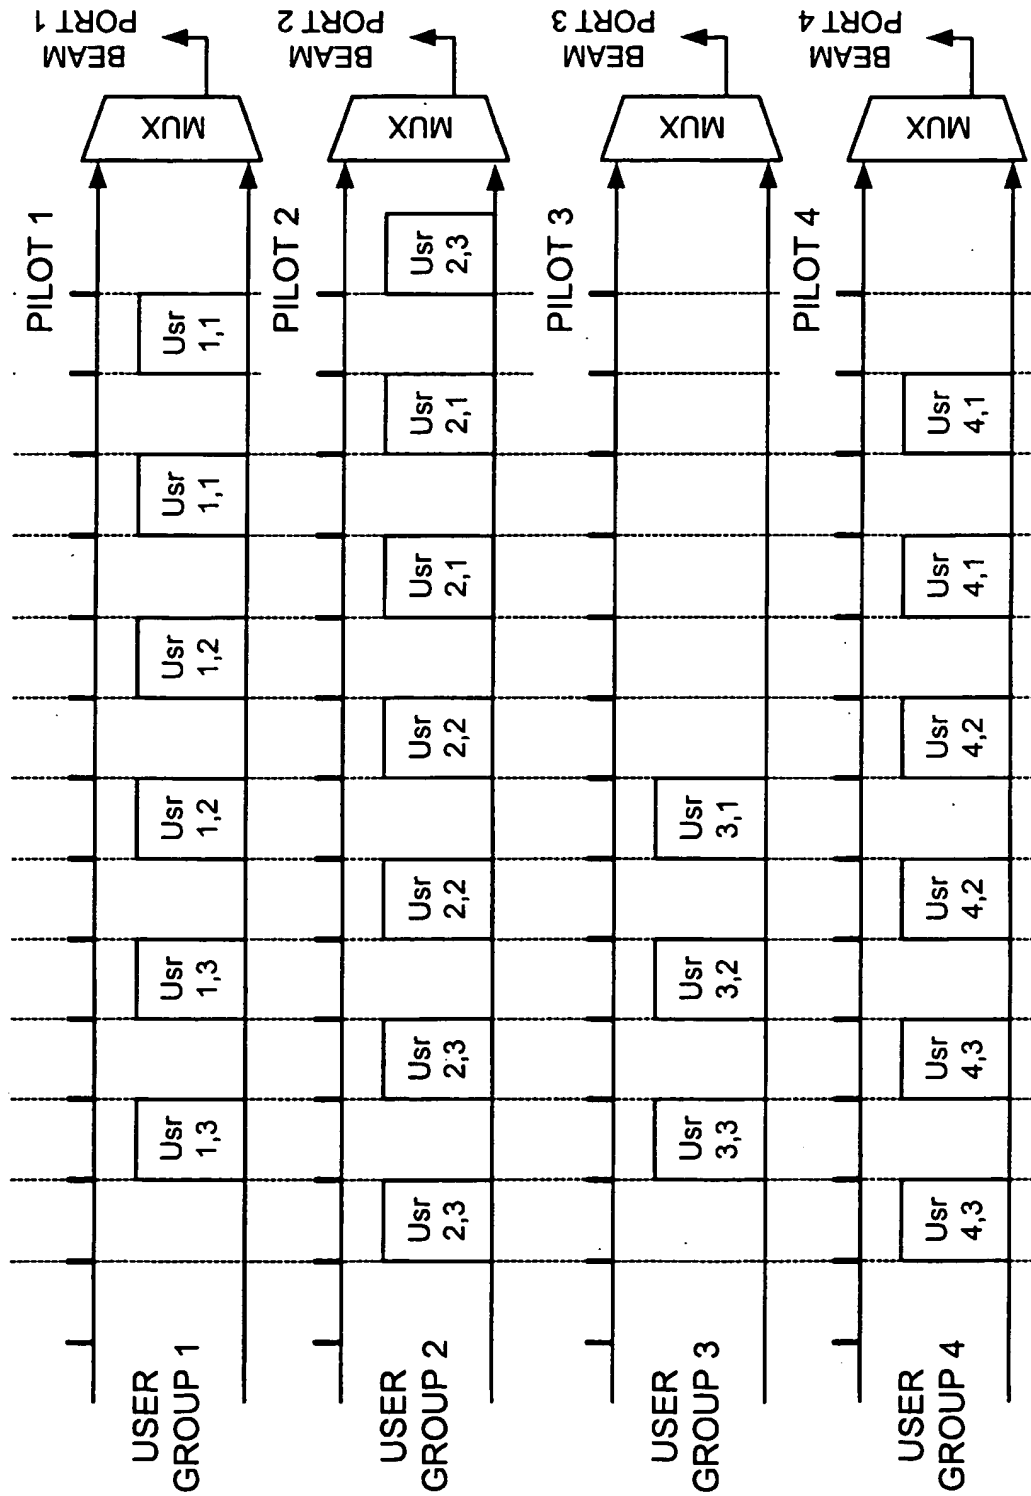 PILOT 1
BEAM
PORT 1
MUX
USER
GROUP 1
Usr
1,3
Usr
1,3
Usr
1,2
Usr
1,2
Usr
1,1
Usr
1,1
PILOT 2
BEAM
PORT 2
MUX
USER
GROUP 2
Usr
2,3
Usr
2,3
Usr
2,2
Usr
2,2
Usr
2,1
Usr
2,1
Usr
2,3
PILOT 3
BEAM
PORT 3
MUX
USER
GROUP 3
Usr
3,3
Usr
3,2
Usr
3,1
PILOT 4
BEAM
PORT 4
MUX
USER
GROUP 4
Usr
4,3
Usr
4,3
Usr
4,2
Usr
4,2
Usr
4,1
Usr
4,1